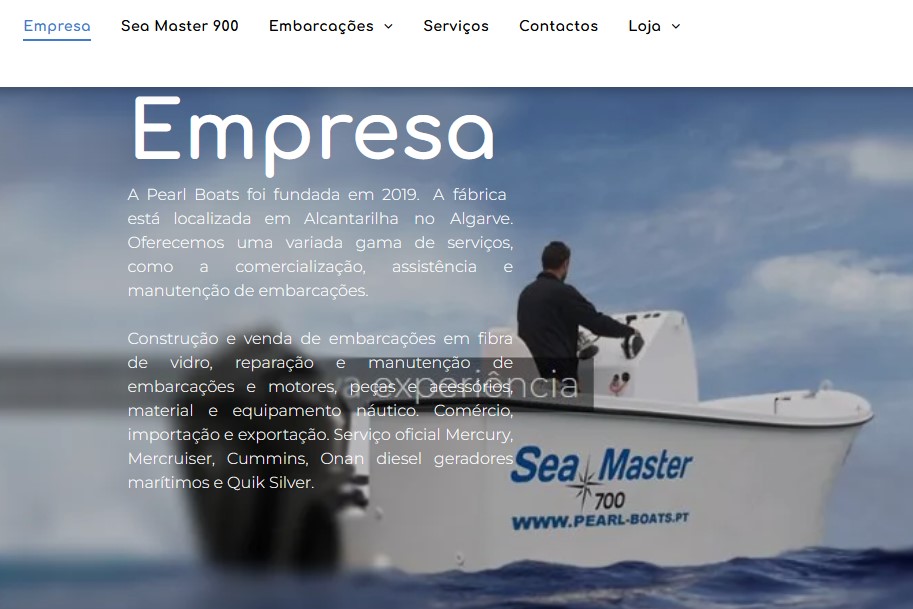 Empresa Sea Master 900 Embarcações Serviços Contactos Loja
Empresa
A Pearl Boats foi fundada em 2019. A fábrica
está localizada em Alcantarilha no Algarve.
Oferecemos uma variada gama de serviços,
como a comercialização, assistência e
manutenção de embarcações.
Construção e venda de embarcações em fibra
de vidro, reparação e manutenção de
embarcações e motores, peças e acessórios,
material e equipamento náutico. Comércio,
importação e exportação. Serviço oficial Mercury,
Mercruiser, Cummins, Onan diesel geradores
marítimos e Quik Silver.
experiência
Sea Master
700
WWW.PEARL-BOATS.PT